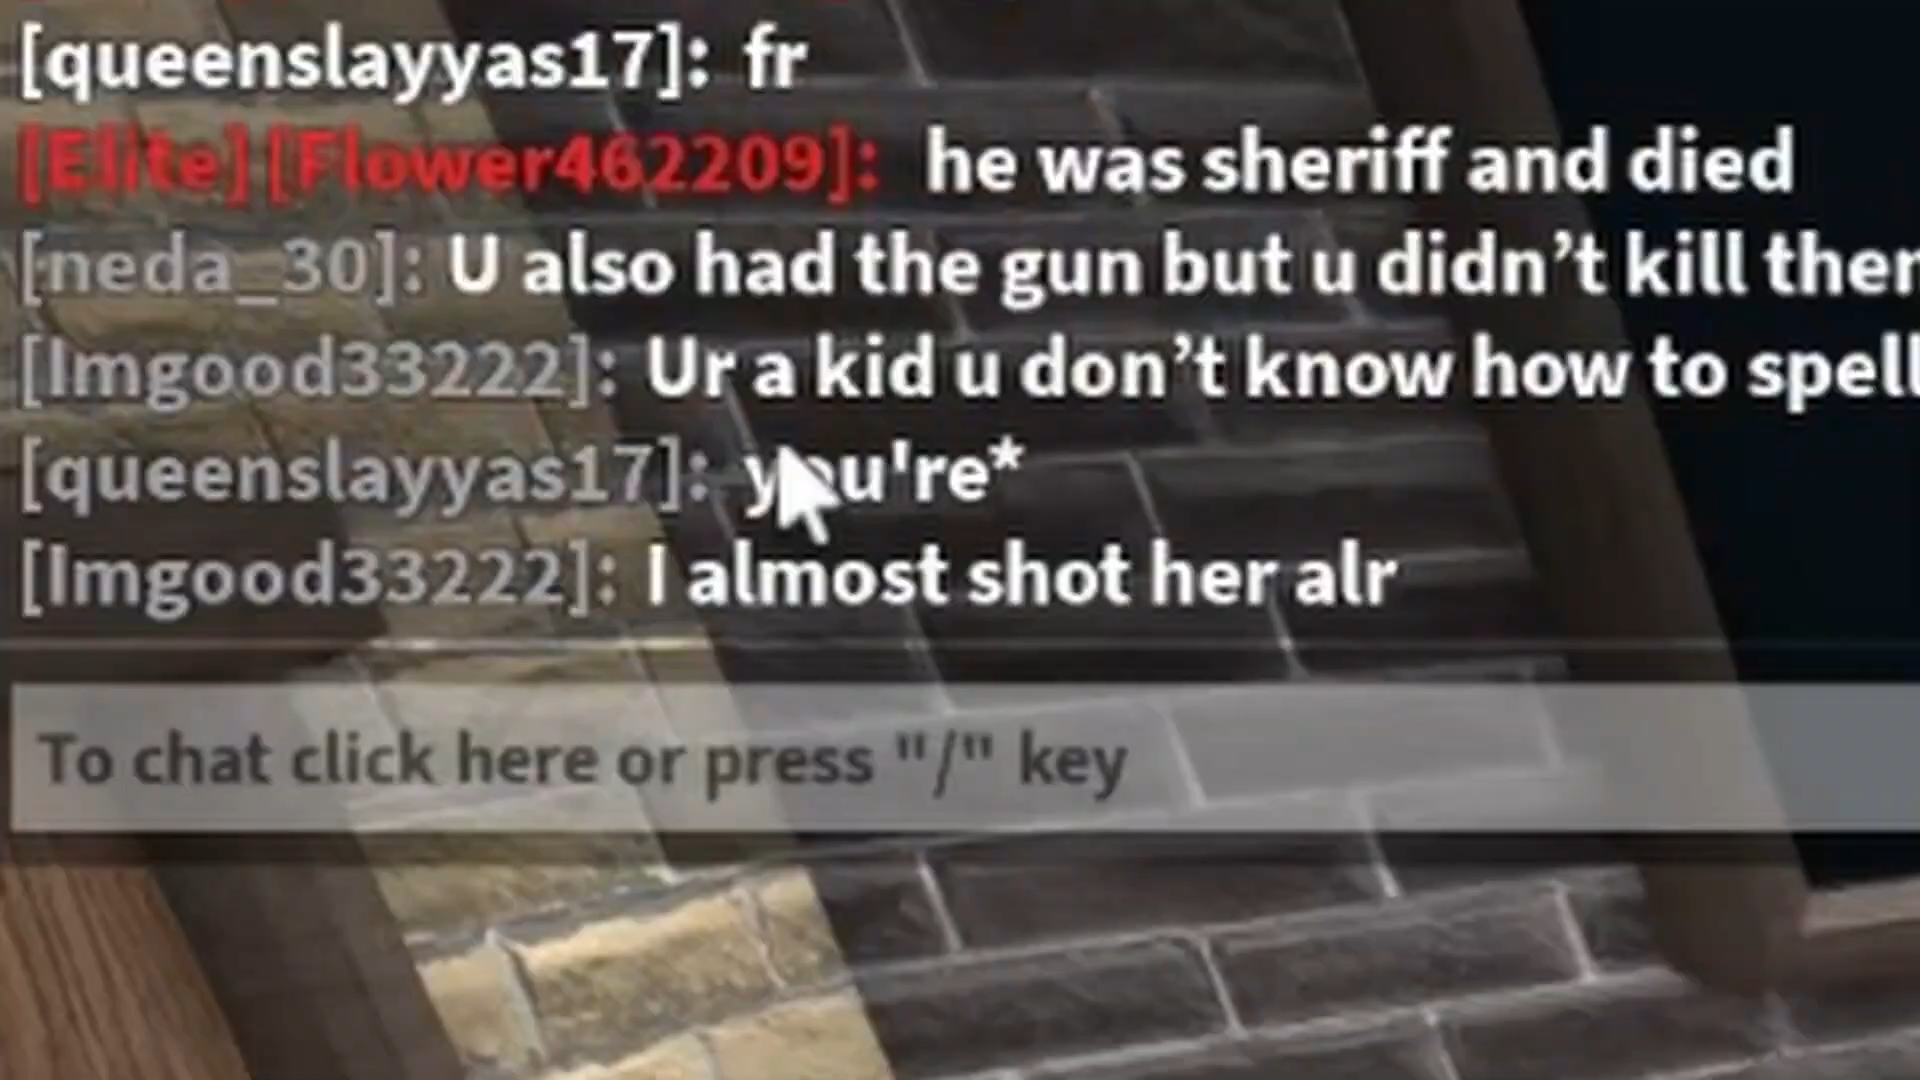 [queenslayyas17]: fr
[Elite] [Flower462209]: he was sheriff and died
[neda_30]: U also had the gun but u didn’t kill
[Imgood33222]: Ur a kid u don’t know how to spell
[queenslayyas17]: you're*
[Imgood33222]: I almost shot her alr
To chat click here or press "/" key